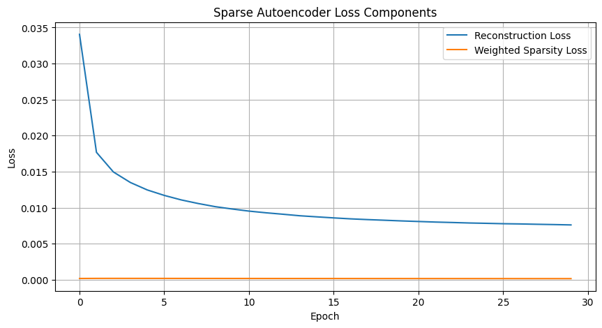 Sparse Autoencoder Loss Components
Reconstruction Loss
Weighted Sparsity Loss
Loss
0.035
0.030
0.025
0.020
0.015
0.010
0.005
0.000
0 5 10 15 20 25 30
Epoch